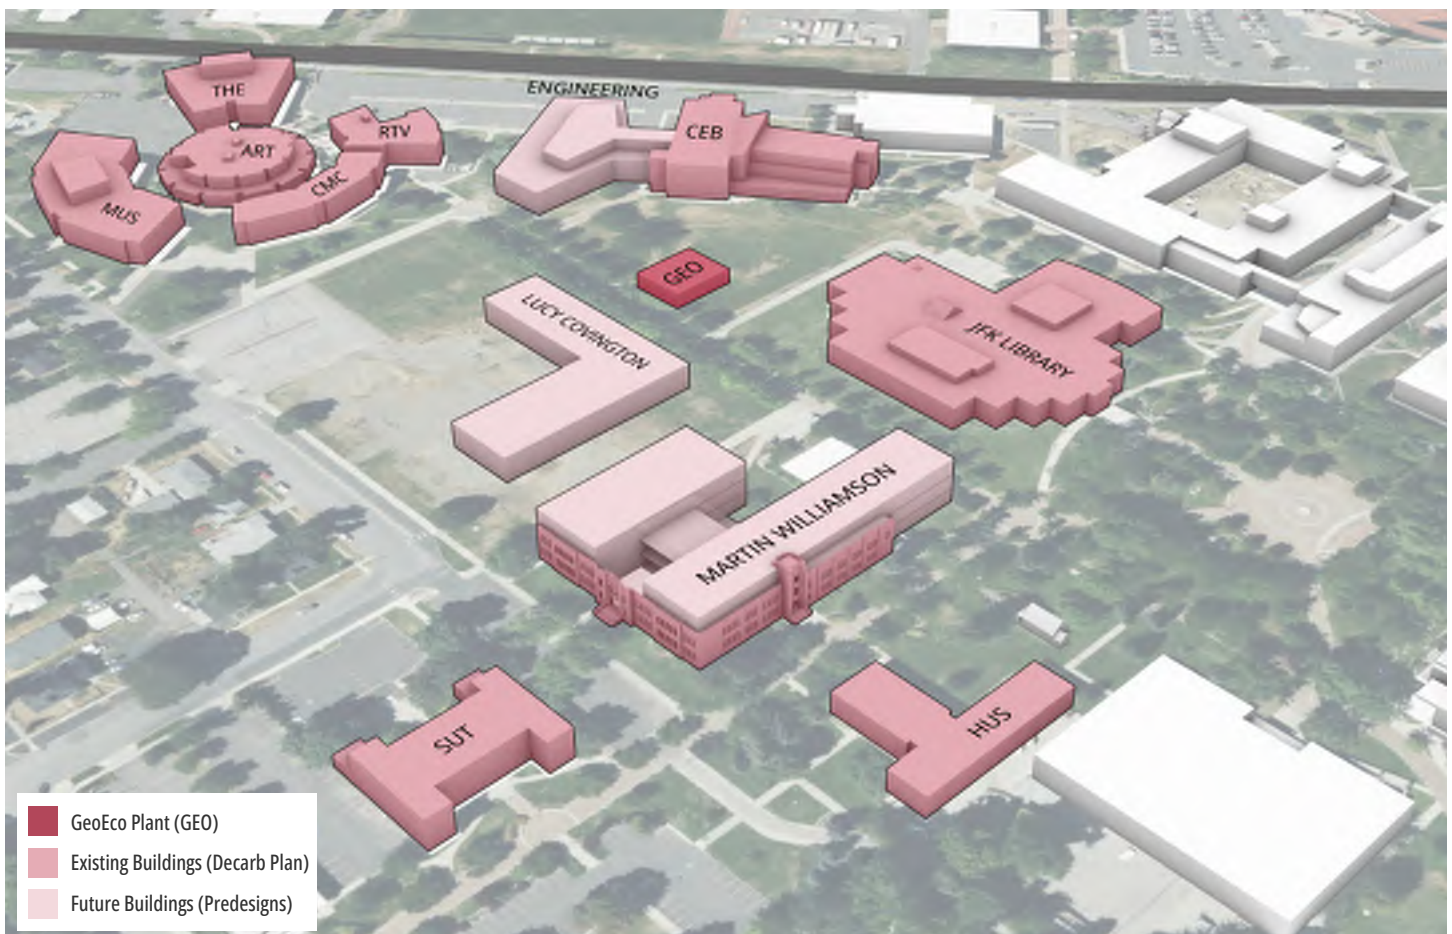 THE
ENGINEERING
RTV
CEB
ART
CMC
MUS
GEO
LUCY COVINGTON
JFK LIBRARY
MARTIN WILLIAMSON
SUT
HUS
GeoEco Plant (GEO)
Existing Buildings (Decarb Plan)
Future Buildings (Predesigns)